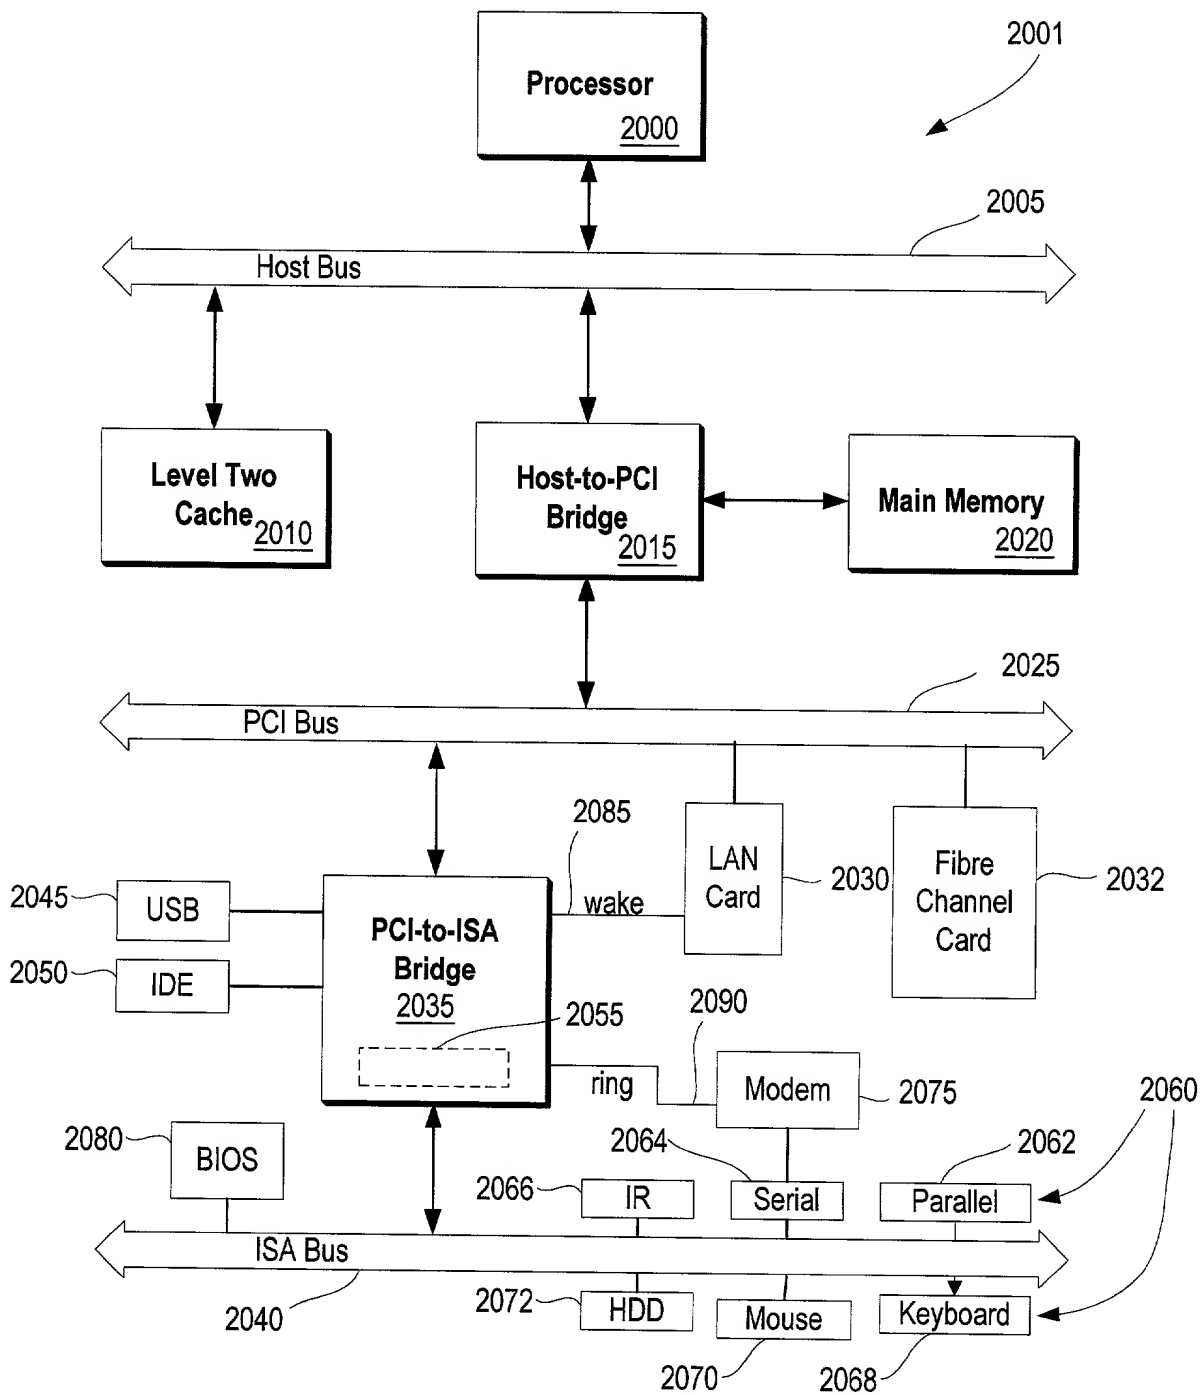 2001
Processor
2000
2005
Host Bus
Level Two
Cache
2010
Host-to-PCI
Bridge
2015
Main Memory
2020
2025
PCI Bus
2085
wake
LAN
Card
2030
Fibre
Channel
Card
2032
2045
USB
2050
IDE
PCI-to-ISA
Bridge
2035
2055
2090
ring
Modem
2075
2060
2080
BIOS
2064
2062
2066
IR
Serial
Parallel
ISA Bus
2040
2072
HDD
Mouse
Keyboard
2070
2068